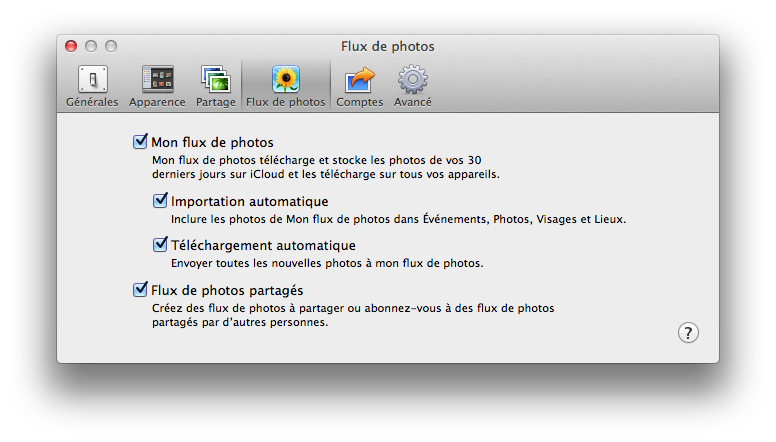 Flux de photos
Générales Apparence Partage Flux de photos Comptes Avancé
Mon flux de photos
Mon flux de photos télécharge et stocke les photos de vos 30
derniers jours sur iCloud et les télécharge sur tous vos appareils.
Importation automatique
Inclure les photos de Mon flux de photos dans Événements, Photos, Visages et Lieux.
Téléchargement automatique
Envoyer toutes les nouvelles photos à mon flux de photos.
Flux de photos partagés
Créez des flux de photos à partager ou abonnez-vous à des flux de photos
partagés par d'autres personnes.
?